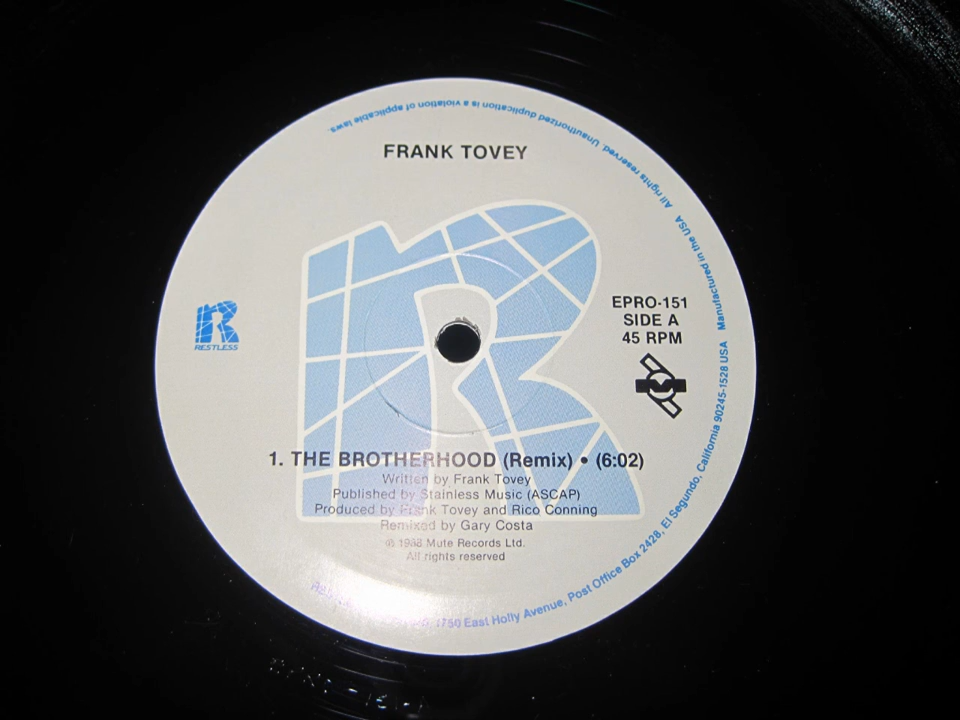 FRANK TOVEY
R
RESTLESS
EPRO-151
SIDE A
45 RPM
1. THE BROTHERHOOD (Remix) • (6:02)
Written by Frank Tovey
Published by Stainless Music (ASCAP)
Produced by Frank Tovey and Rico Conning
Remixed by Gary Costa
℗ 1988 Mute Records Ltd.
All rights reserved
1750 East Holly Avenue, Post Office Box 2428, El Segundo, California 90245-1528 USA Manufactured in the USA All rights reserved. Unauthorized duplication is a violation of applicable laws.